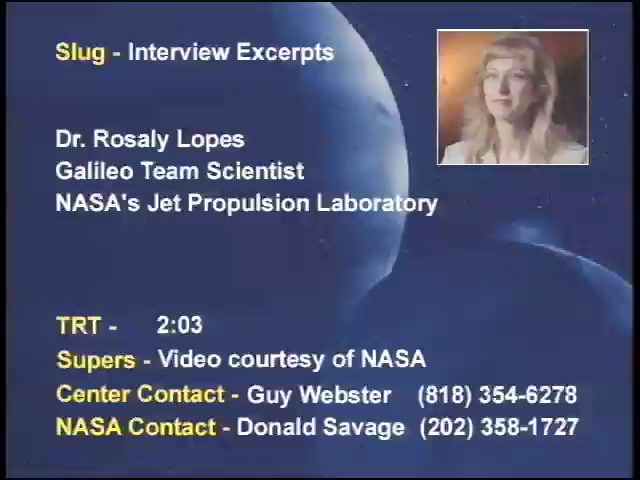 Slug - Interview Excerpts
Dr. Rosaly Lopes
Galileo Team Scientist
NASA's Jet Propulsion Laboratory
TRT - 2:03
Supers - Video courtesy of NASA
Center Contact - Guy Webster (818) 354-6278
NASA Contact - Donald Savage (202) 358-1727